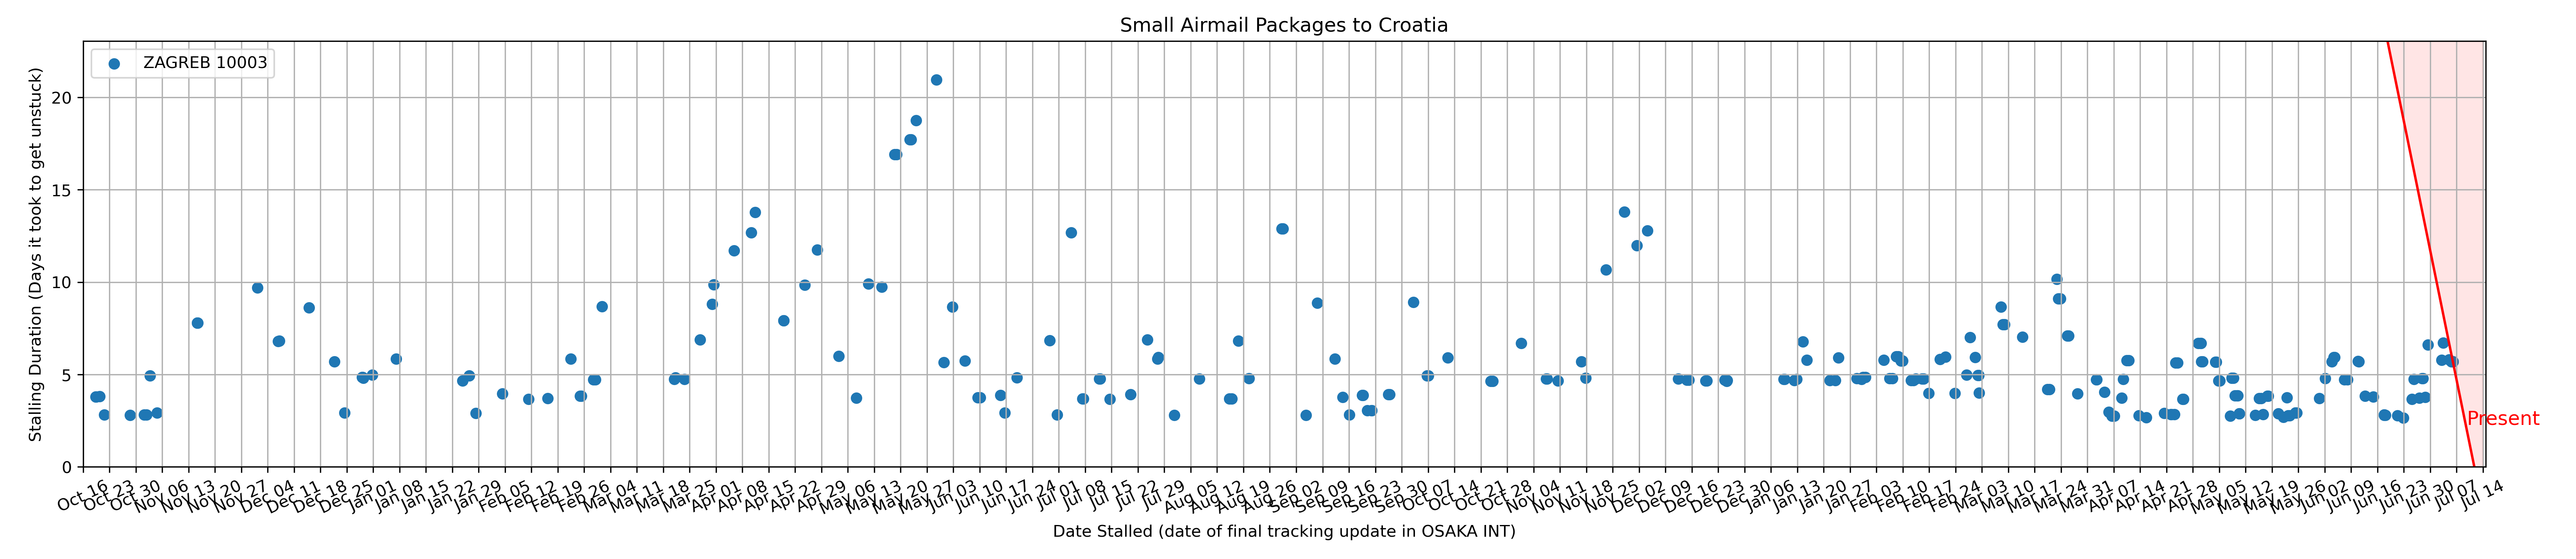 Small Airmail Packages to Croatia
ZAGREB 10003
Stalling Duration (Days it took to get unstuck)
20
15
10
5
0
Present
Oct 16 Oct 23 Oct 30 Nov 06 Nov 13 Nov 20 Nov 27 Dec 04 Dec 11 Dec 18 Dec 25 Jan 01 Jan 08 Jan 15 Jan 22 Jan 29 Feb 05 Feb 12 Feb 19 Feb 26 Mar 04 Mar 11 Mar 18 Mar 25 Apr 01 Apr 08 Apr 15 Apr 22 Apr 29 May 06 May 13 May 20 May 27 Jun 03 Jun 10 Jun 17 Jun 24 Jul 01 Jul 08 Jul 15 Jul 22 Jul 29 Aug 05 Aug 12 Aug 19 Aug 26 Sep 02 Sep 09 Sep 16 Sep 23 Sep 30 Oct 07 Oct 14 Oct 21 Oct 28 Nov 04 Nov 11 Nov 18 Nov 25 Dec 02 Dec 09 Dec 16 Dec 23 Dec 30 Jan 06 Jan 13 Jan 20 Jan 27 Feb 03 Feb 10 Feb 17 Feb 24 Mar 03 Mar 10 Mar 17 Mar 24 Mar 31 Apr 07 Apr 14 Apr 21 Apr 28 May 05 May 12 May 19 May 26 Jun 02 Jun 09 Jun 16 Jun 23 Jun 30 Jul 07 Jul 14
Date Stalled (date of final tracking update in OSAKA INT)